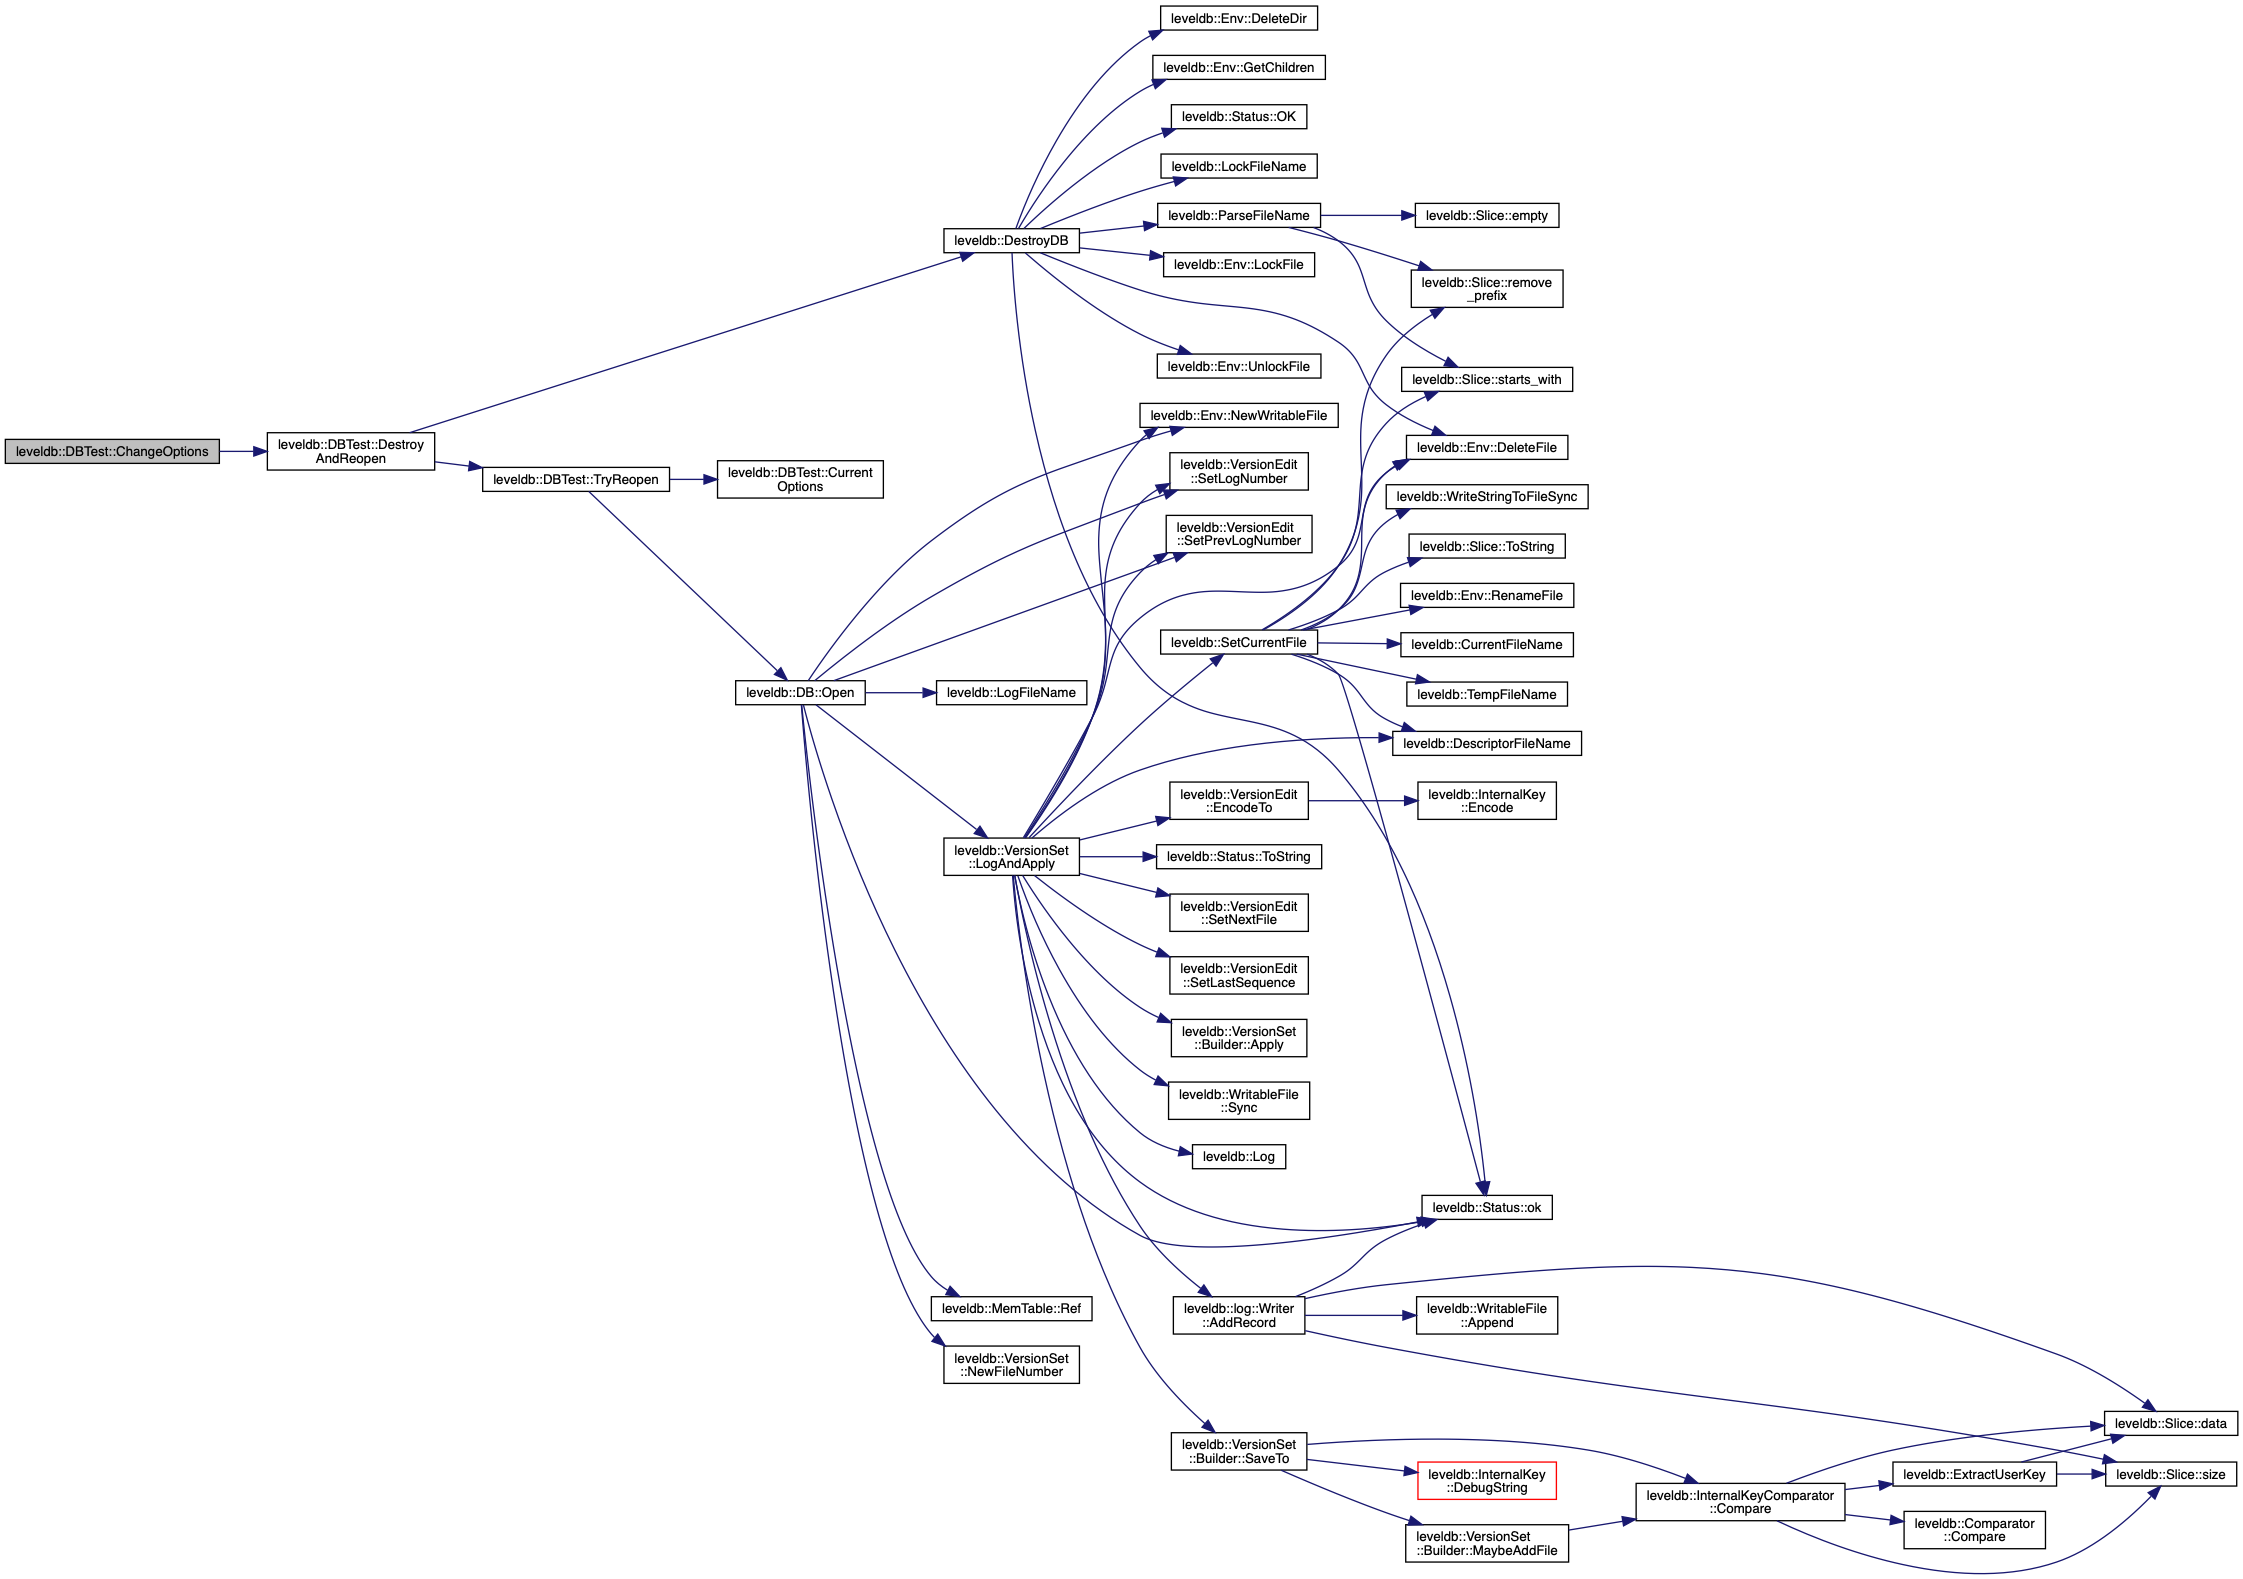 leveldb::DBTest::ChangeOptions
leveldb::DBTest::Destroy
AndReopen
leveldb::DBTest::TryReopen
leveldb::DBTest::Current
Options
leveldb::DB::Open
leveldb::DestroyDB
leveldb::LogFileName
leveldb::VersionSet
::LogAndApply
leveldb::MemTable::Ref
leveldb::VersionSet
::NewFileNumber
leveldb::Env::DeleteDir
leveldb::Env::GetChildren
leveldb::Status::OK
leveldb::LockFileName
leveldb::ParseFileName
leveldb::Env::LockFile
leveldb::Env::UnlockFile
leveldb::Env::NewWritableFile
leveldb::VersionEdit
::SetLogNumber
leveldb::VersionEdit
::SetPrevLogNumber
leveldb::SetCurrentFile
leveldb::VersionEdit
::EncodeTo
leveldb::Status::ToString
leveldb::VersionEdit
::SetNextFile
leveldb::VersionEdit
::SetLastSequence
leveldb::VersionSet
::Builder::Apply
leveldb::WritableFile
::Sync
leveldb::Log
leveldb::log::Writer
::AddRecord
leveldb::VersionSet
::Builder::SaveTo
leveldb::Slice::empty
leveldb::Slice::remove
_prefix
leveldb::Slice::starts_with
leveldb::Env::DeleteFile
leveldb::WriteStringToFileSync
leveldb::Slice::ToString
leveldb::Env::RenameFile
leveldb::CurrentFileName
leveldb::TempFileName
leveldb::DescriptorFileName
leveldb::InternalKey
::Encode
leveldb::Status::ok
leveldb::WritableFile
::Append
leveldb::InternalKey
::DebugString
leveldb::VersionSet
::Builder::MaybeAddFile
leveldb::InternalKeyComparator
::Compare
leveldb::ExtractUserKey
leveldb::Comparator
::Compare
leveldb::Slice::data
leveldb::Slice::size